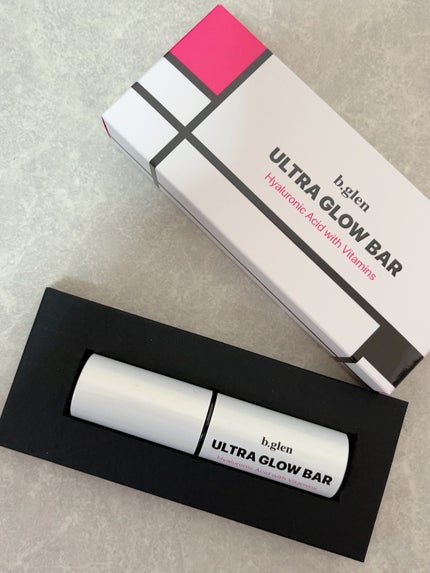 b.glen
ULTRA GLOW BAR
Hyaluronic Acid with Vitamins
b.glen
ULTRA GLOW BAR
Hyaluronic Acid with Vitamins